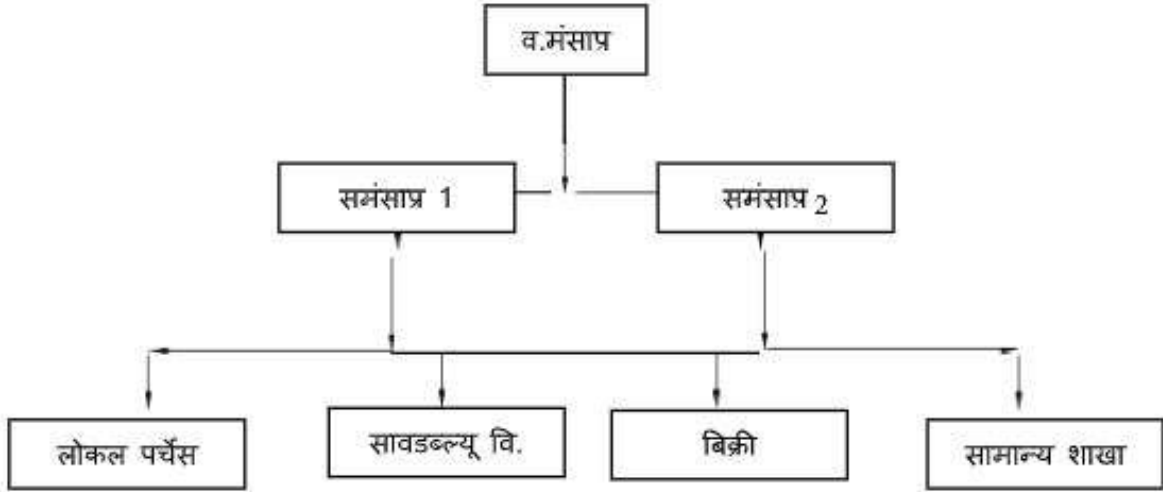 व.मंसाप्र
समंसाप्र 1
समंसाप्र 2
लोकल पर्चेस
सावडब्ल्यू वि.
बिक्री
सामान्य शाखा